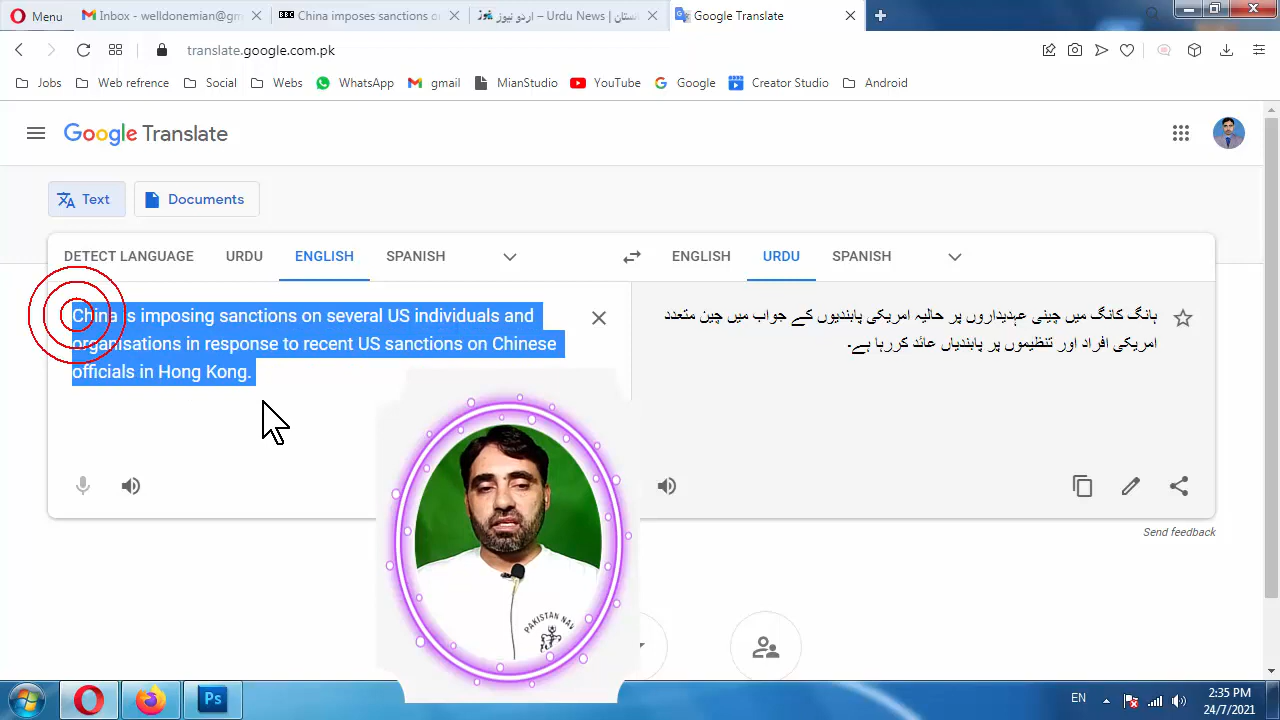 Menu
Inbox - welldonemian@gm
BBC China imposes sanctions on
اردو نیوز – Urdu News |
Google Translate
translate.google.com.pk
Jobs
Web refrence
Social
Webs
WhatsApp
gmail
MianStudio
YouTube
Google
Creator Studio
Android
Google Translate
Text
Documents
DETECT LANGUAGE
URDU
ENGLISH
SPANISH
ENGLISH
URDU
SPANISH
China is imposing sanctions on several US individuals and
organisations in response to recent US sanctions on Chinese
officials in Hong Kong.
ہانگ کانگ میں چینی عہدیداروں پر حالیہ امریکی پابندیوں کے جواب میں چین متعدد
امریکی افراد اور تنظیموں پر پابندیاں عائد کررہا ہے۔
Send feedback
PAKISTAN NAV
Ps
EN
2:35 PM
24/7/2021